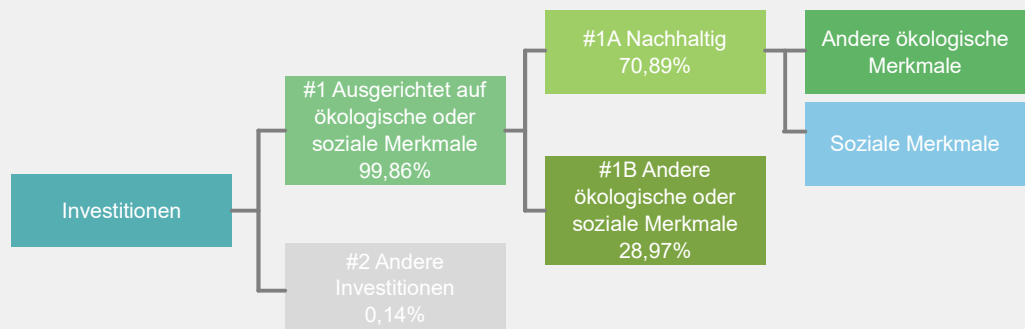 Investitionen
#1 Ausgerichtet auf
ökologische oder
soziale Merkmale
99,86%
#2 Andere
Investitionen
0,14%
#1A Nachhaltig
70,89%
#1B Andere
ökologische oder
soziale Merkmale
28,97%
Andere ökologische
Merkmale
Soziale Merkmale